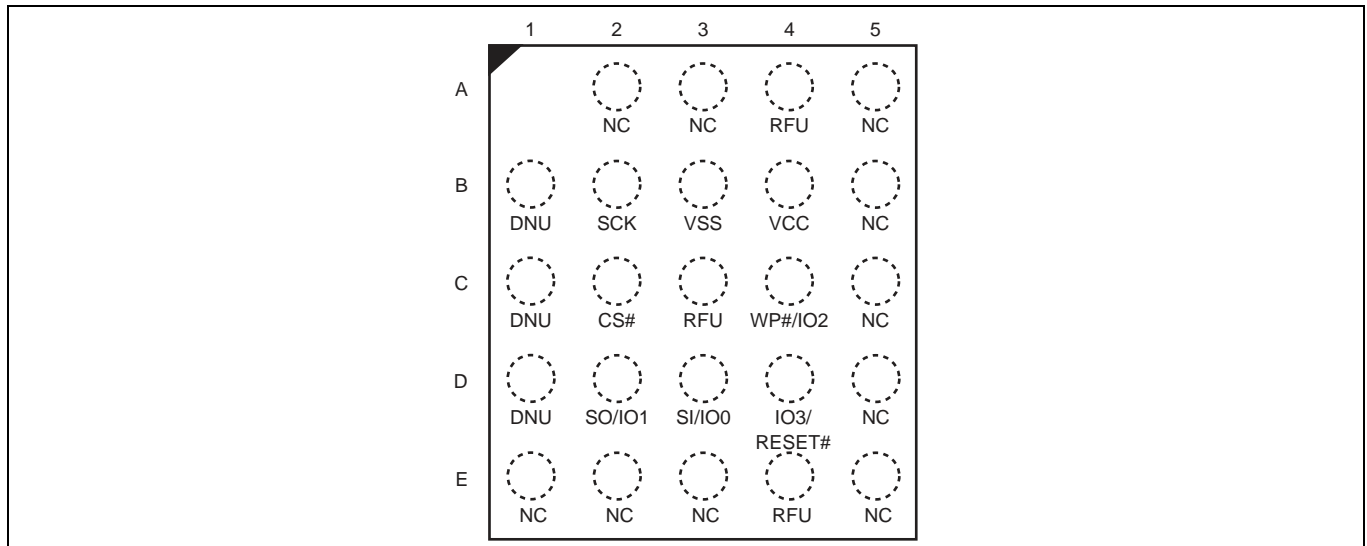 1 2 3 4 5
A
NC NC RFU NC
B
DNU SCK VSS VCC NC
C
DNU CS# RFU WP#/IO2 NC
D
DNU SO/IO1 SI/IO0 IO3/ NC
RESET#
E
NC NC NC RFU NC